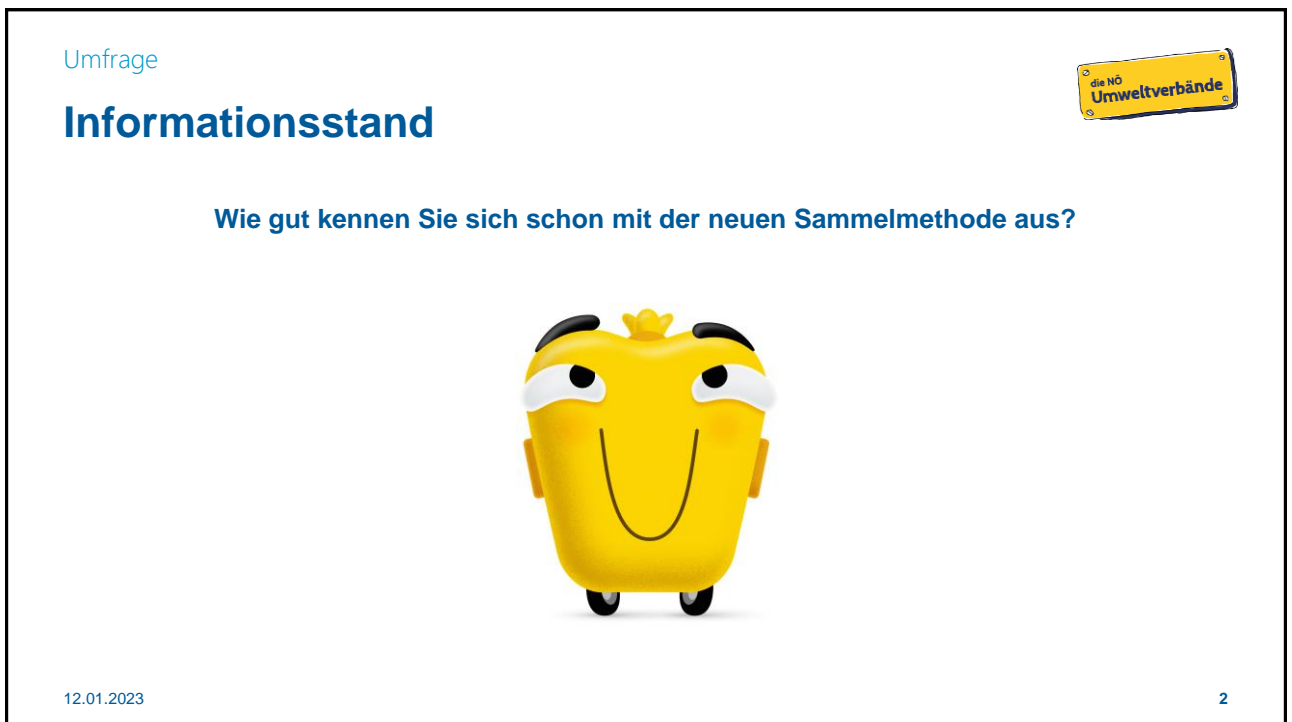 Umfrage
die NÖ
Umweltverbände
Informationsstand
Wie gut kennen Sie sich schon mit der neuen Sammelmethode aus?
12.01.2023
2